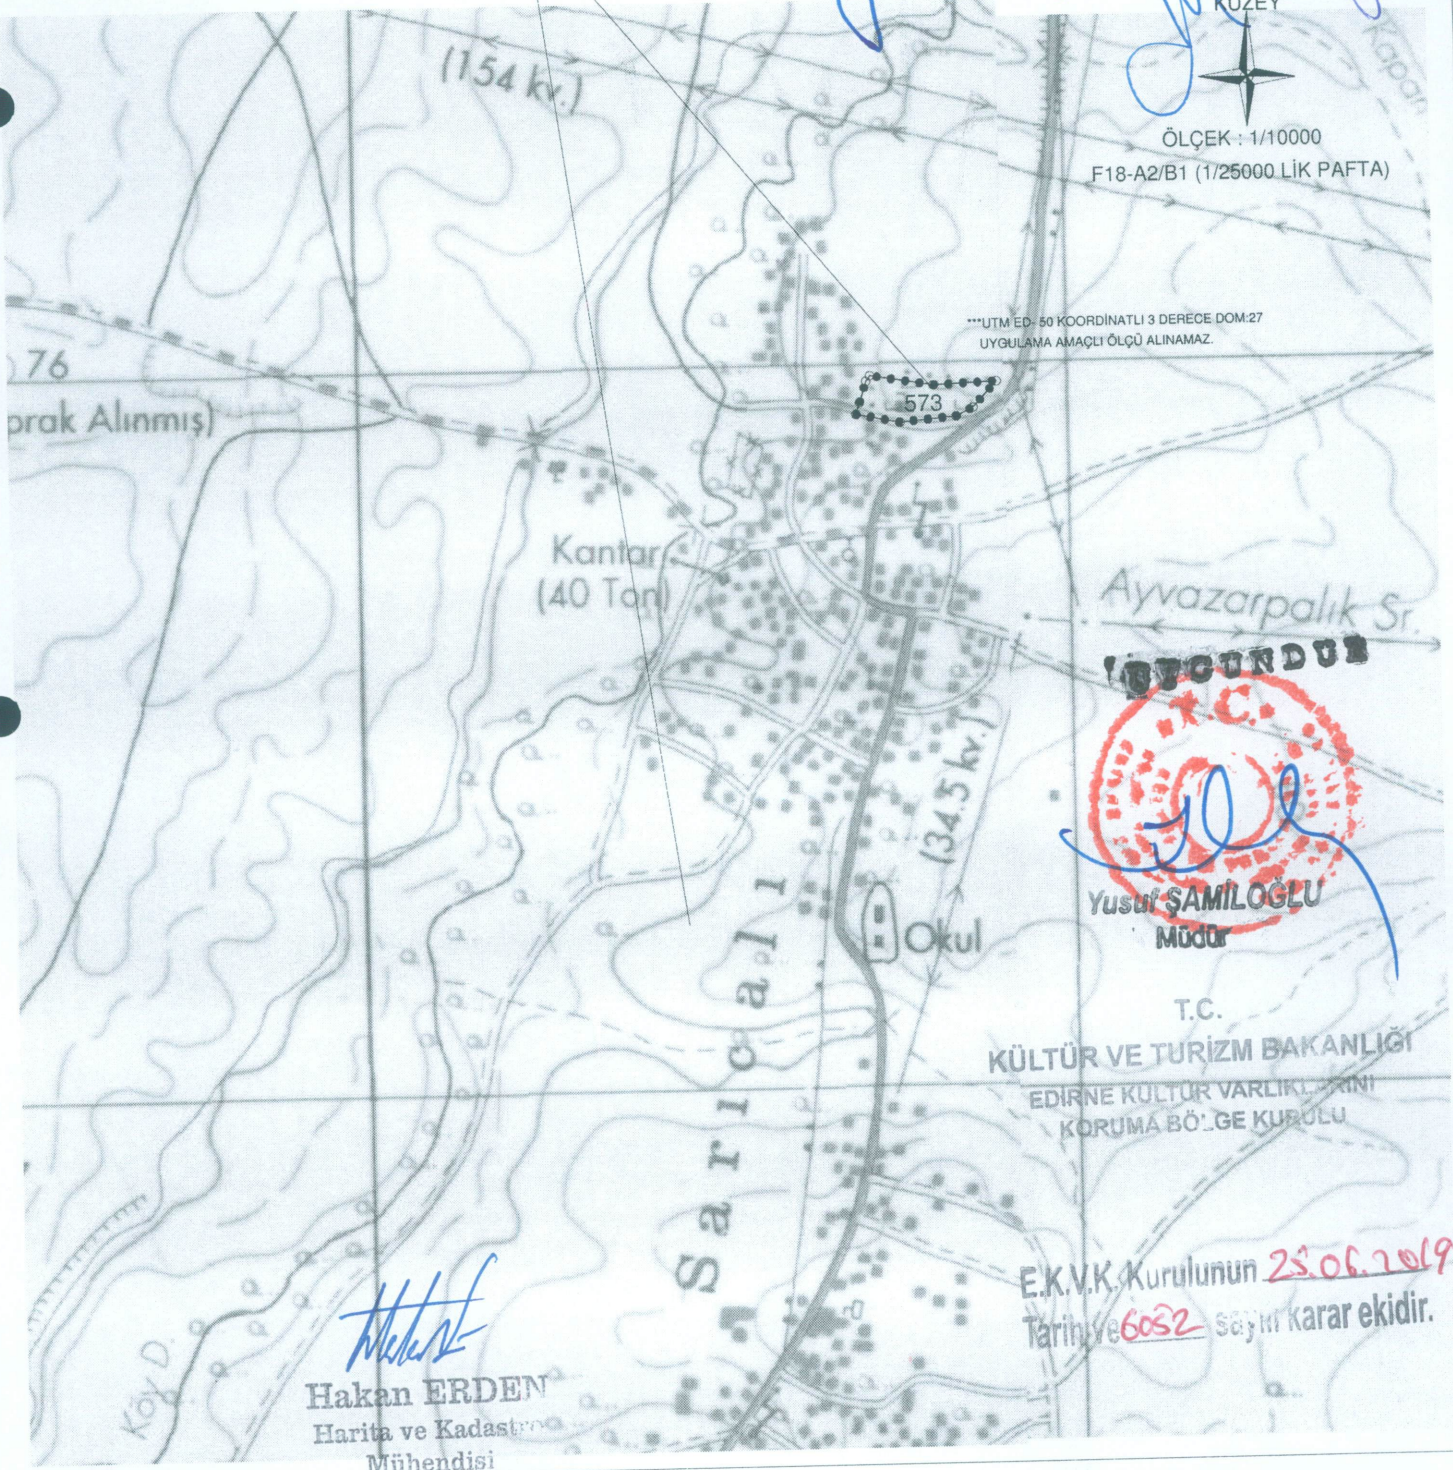 KUZEY
(154 kv.)
Kapan
ÖLÇEK : 1/10000
F18-A2/B1 (1/25000 LİK PAFTA)
***UTM ED- 50 KOORDİNATLI 3 DERECE DOM:27
UYGULAMA AMAÇLI ÖLÇÜ ALINAMAZ.
76
prak Alınmış)
573
Kantar
(40 Ton)
Ayvazarpalık Sr.
UYGUNDUR
T.C.
(34.5 kv.)
Yusuf ŞAMİLOĞLU
Müdür
Okul
Sarıcalı
T.C.
KÜLTÜR VE TURİZM BAKANLIĞI
EDİRNE KÜLTÜR VARLIKLARINI
KORUMA BÖLGE KURULU
E.K.V.K. Kurulunun 25.06.2019
Tarih ve 6052 sayılı karar ekidir.
Köy D.
Hakan ERDEN
Harita ve Kadastro
Mühendisi